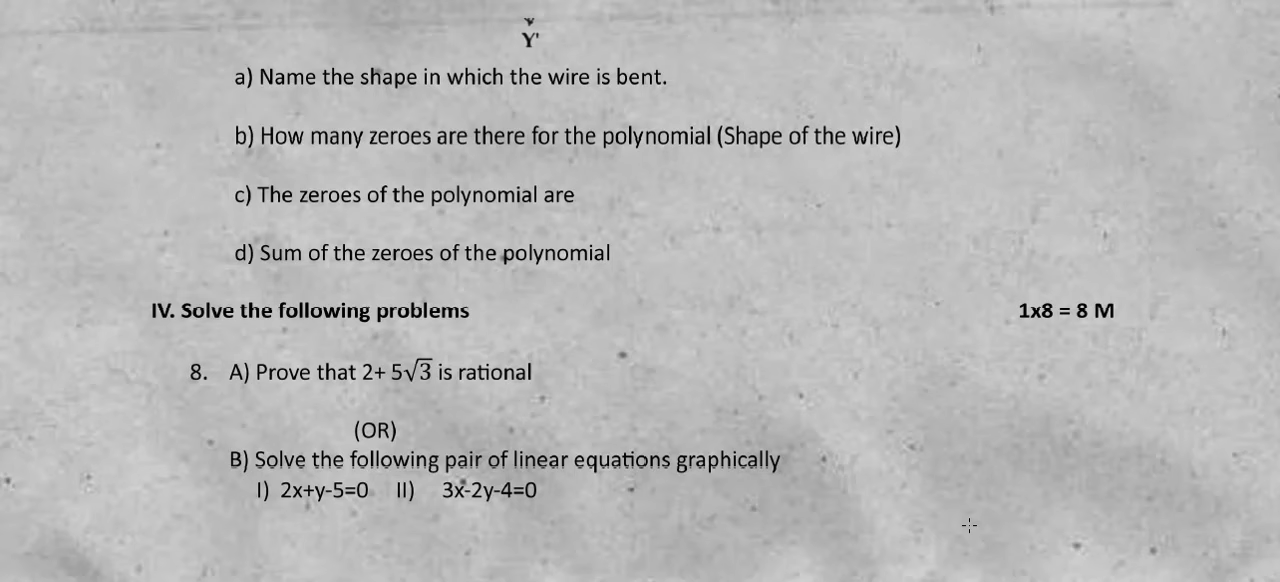 Y'
a) Name the shape in which the wire is bent.
b) How many zeroes are there for the polynomial (Shape of the wire)
c) The zeroes of the polynomial are
d) Sum of the zeroes of the polynomial
IV. Solve the following problems 1x8 = 8 M
8. A) Prove that 2+ 5√3 is rational
(OR)
B) Solve the following pair of linear equations graphically
I) 2x+y-5=0 II) 3x-2y-4=0